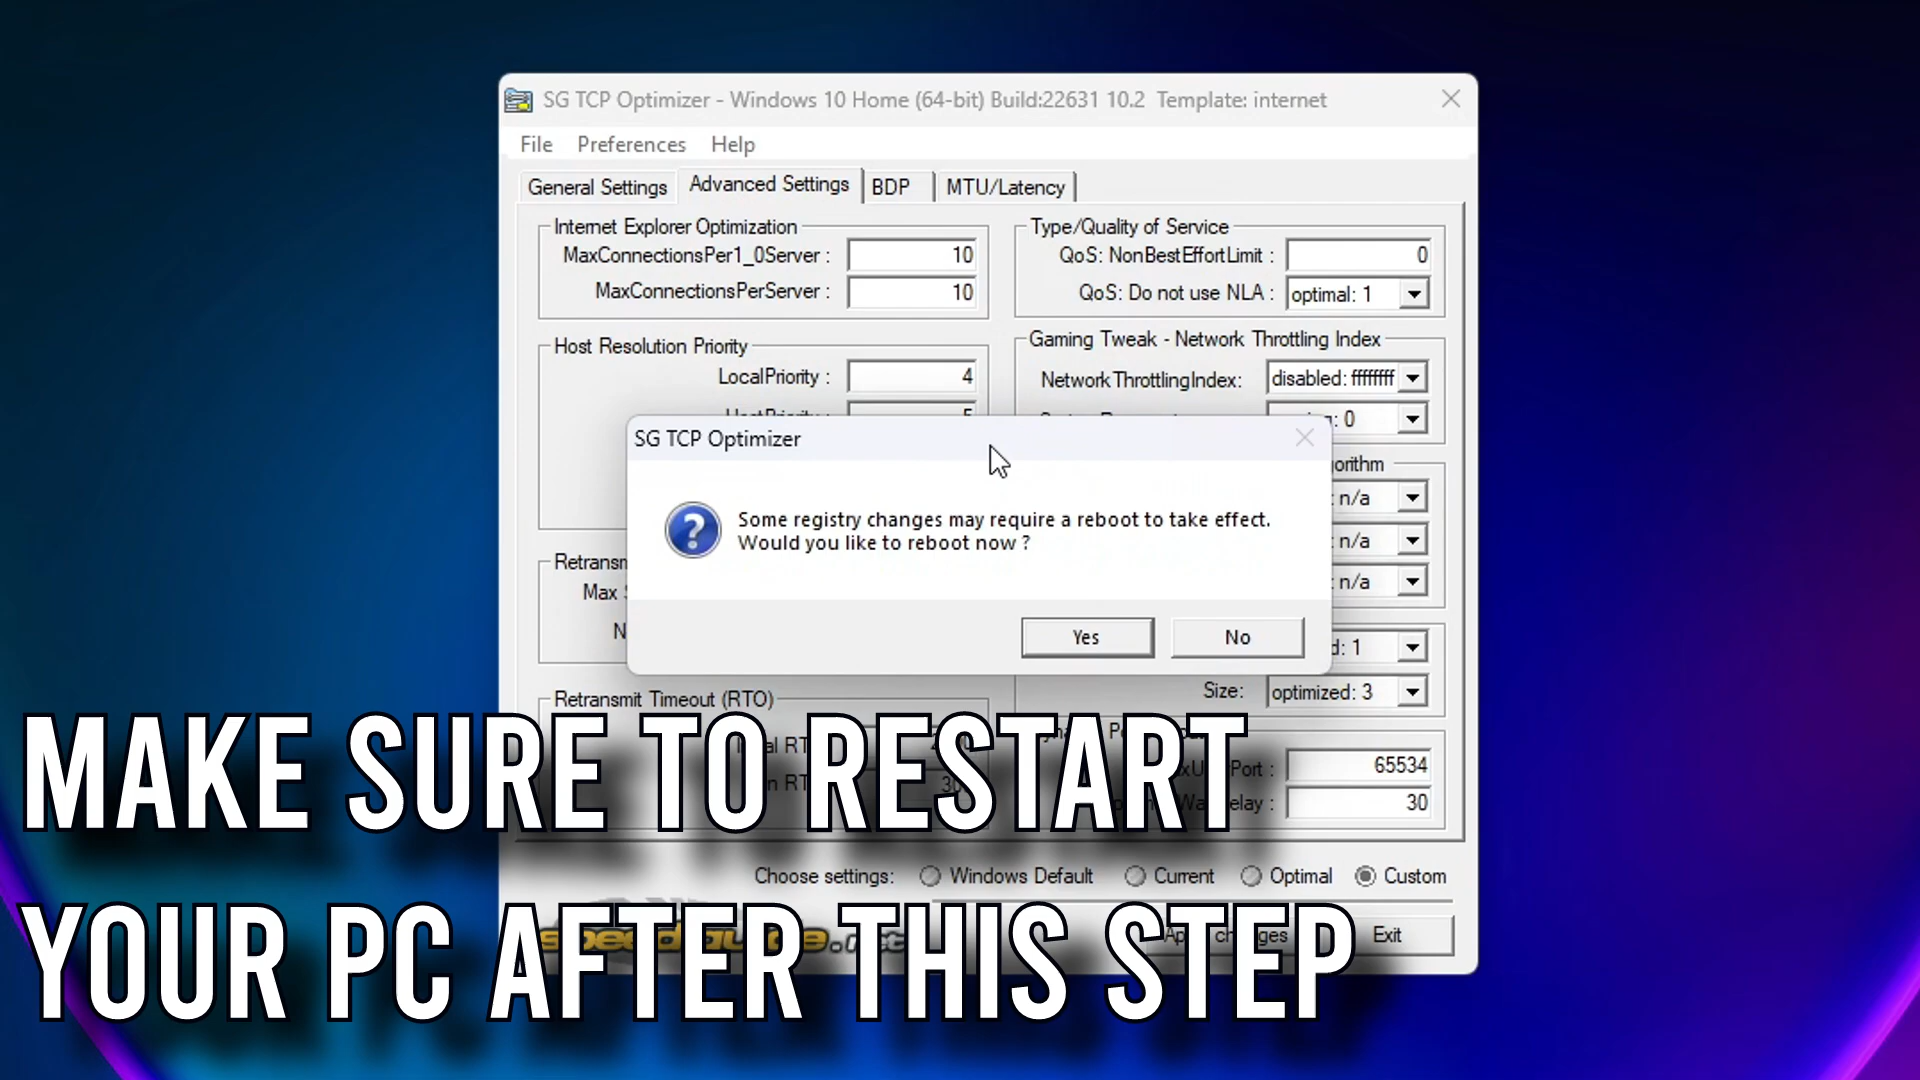 SG TCP Optimizer - Windows 10 Home (64-bit) Build:22631 10.2 Template: internet
File Preferences Help
General Settings Advanced Settings BDP MTU/Latency
Internet Explorer Optimization
MaxConnectionsPer1_0Server : 10
MaxConnectionsPerServer : 10
Type/Quality of Service
QoS: NonBestEffortLimit : 0
QoS: Do not use NLA : optimal: 1
Host Resolution Priority
LocalPriority : 4
Gaming Tweak - Network Throttling Index
NetworkThrottlingIndex: disabled: ffffffff
: 0
SG TCP Optimizer
Some registry changes may require a reboot to take effect.
Would you like to reboot now ?
Yes No
: n/a
: n/a
: n/a
Max
: 1
Size: optimized: 3
Retransmit Timeout (RTO)
65534
30
MAKE SURE TO RESTART
YOUR PC AFTER THIS STEP
Choose settings: Windows Default Current Optimal Custom
speedguide.net
Exit